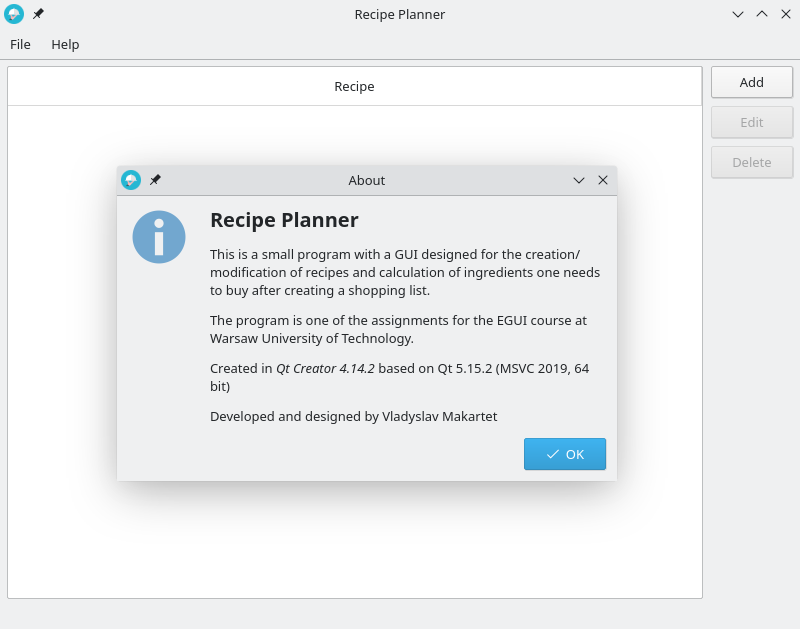 Recipe Planner
File Help
Recipe
Add
Edit
Delete
About
Recipe Planner
This is a small program with a GUI designed for the creation/
modification of recipes and calculation of ingredients one needs
to buy after creating a shopping list.
The program is one of the assignments for the EGUI course at
Warsaw University of Technology.
Created in Qt Creator 4.14.2 based on Qt 5.15.2 (MSVC 2019, 64
bit)
Developed and designed by Vladyslav Makartet
OK